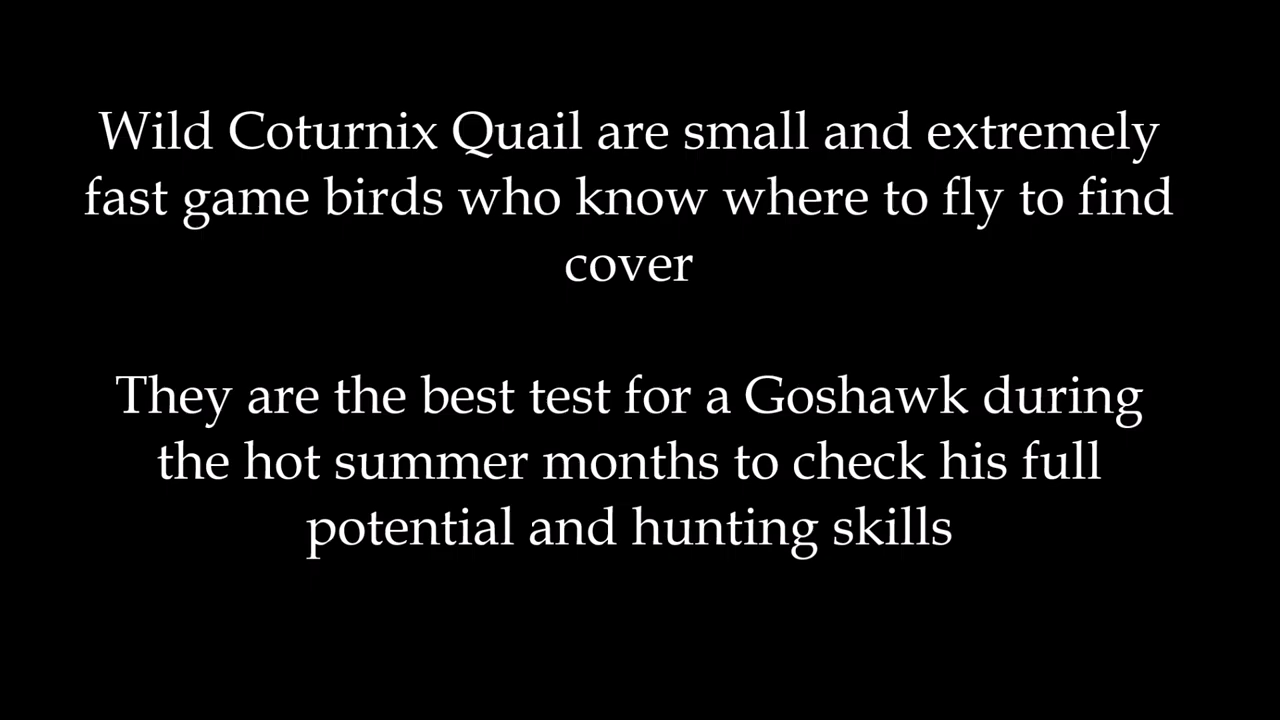 Wild Coturnix Quail are small and extremely
fast game birds who know where to fly to find
cover
They are the best test for a Goshawk during
the hot summer months to check his full
potential and hunting skills